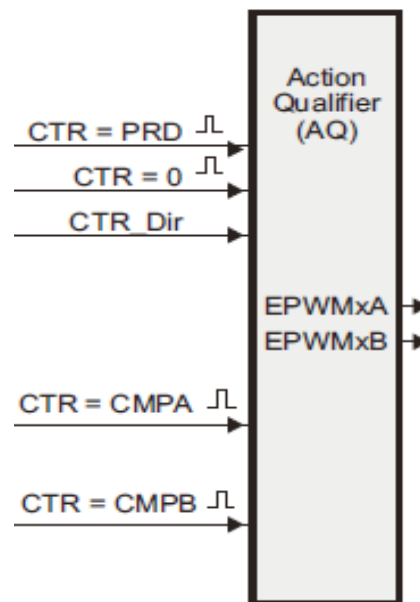 Action
Qualifier
(AQ)
CTR = PRD
CTR = 0
CTR_Dir
EPWMxA
EPWMxB
CTR = CMPA
CTR = CMPB